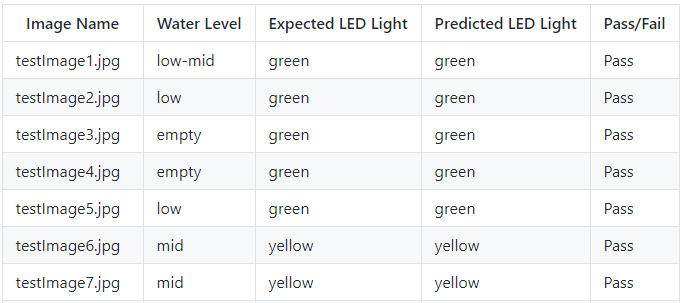 Image Name Water Level Expected LED Light Predicted LED Light Pass/Fail
testImage1.jpg low-mid green green Pass
testImage2.jpg low green green Pass
testImage3.jpg empty green green Pass
testImage4.jpg empty green green Pass
testImage5.jpg low green green Pass
testImage6.jpg mid yellow yellow Pass
testImage7.jpg mid yellow yellow Pass